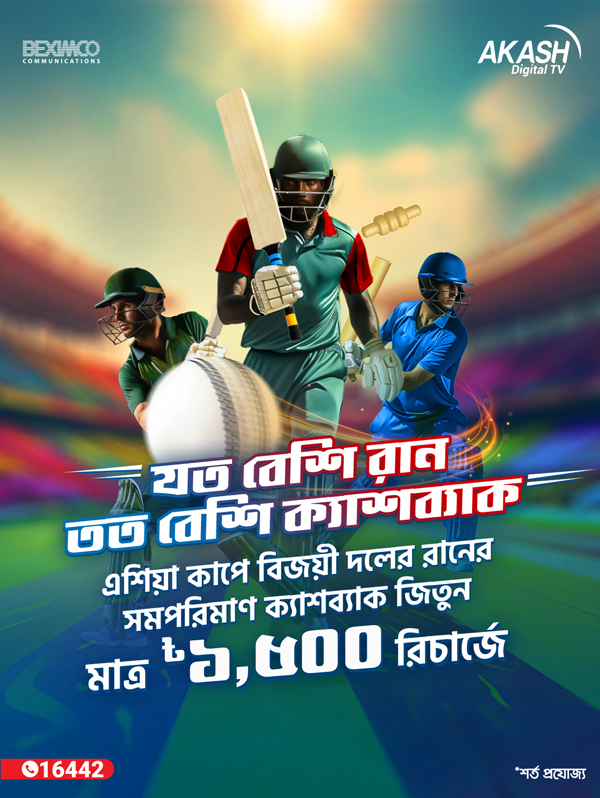 BEXIMCO
COMMUNICATIONS
AKASH
Digital TV
যত বেশি রান
তত বেশি ক্যাশব্যাক
এশিয়া কাপে বিজয়ী দলের রানের
সমপরিমাণ ক্যাশব্যাক জিতুন
মাত্র ৳১,৫০০ রিচার্জে
16442
*শর্ত প্রযোজ্য